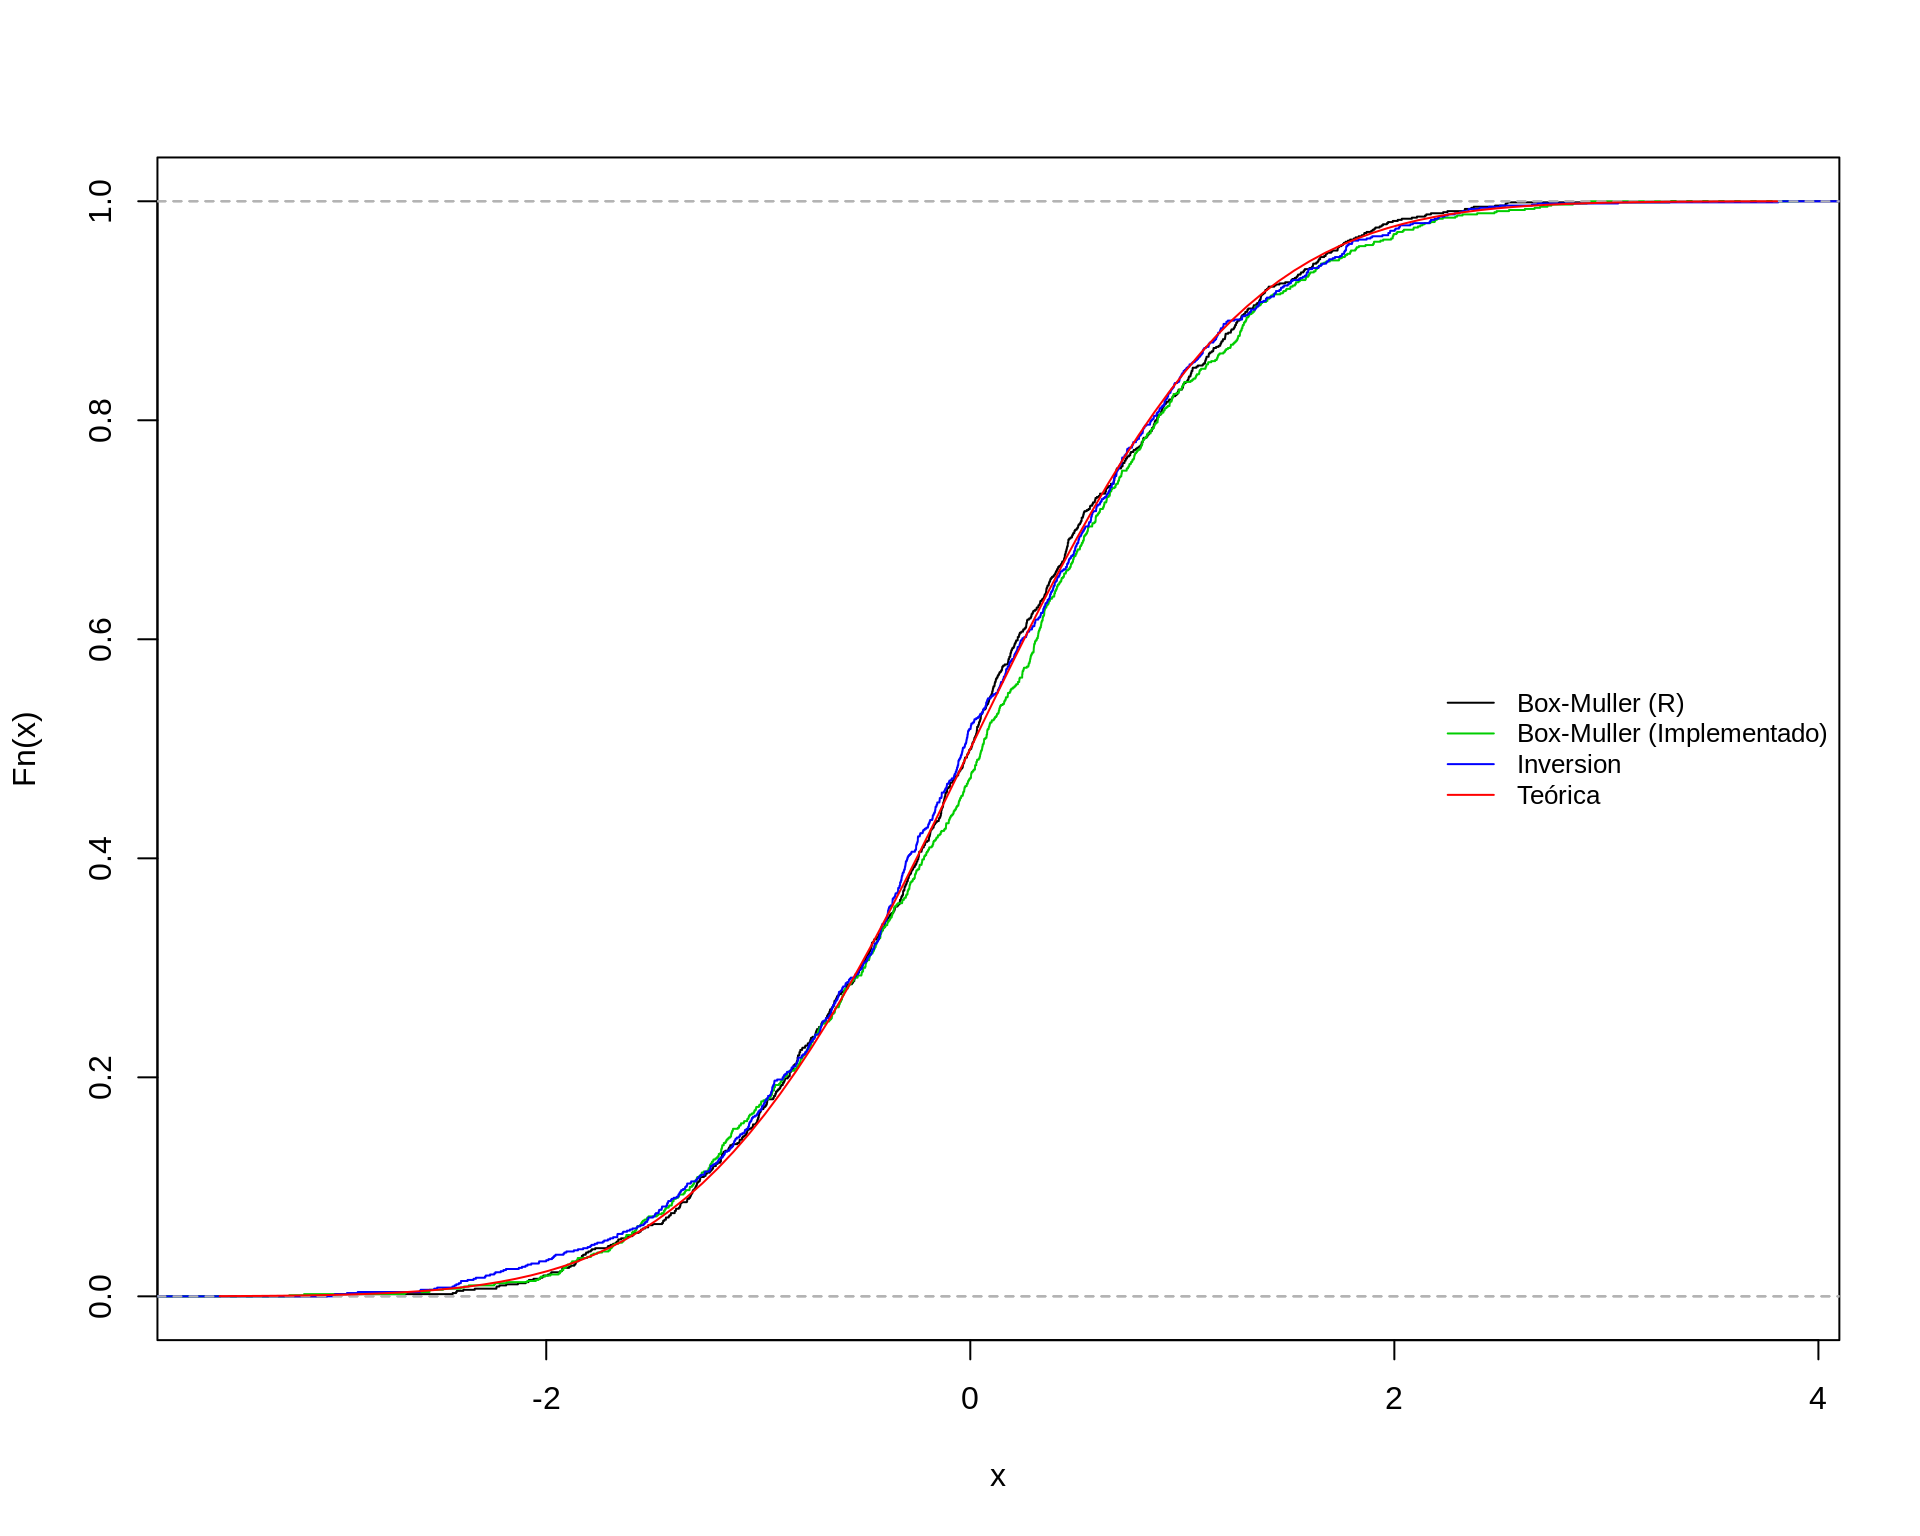 1.0
0.8
0.6
0.4
0.2
0.0
Fn(x)
Box-Muller (R)
Box-Muller (Implementado)
Inversion
Teórica
-2
0
2
4
x